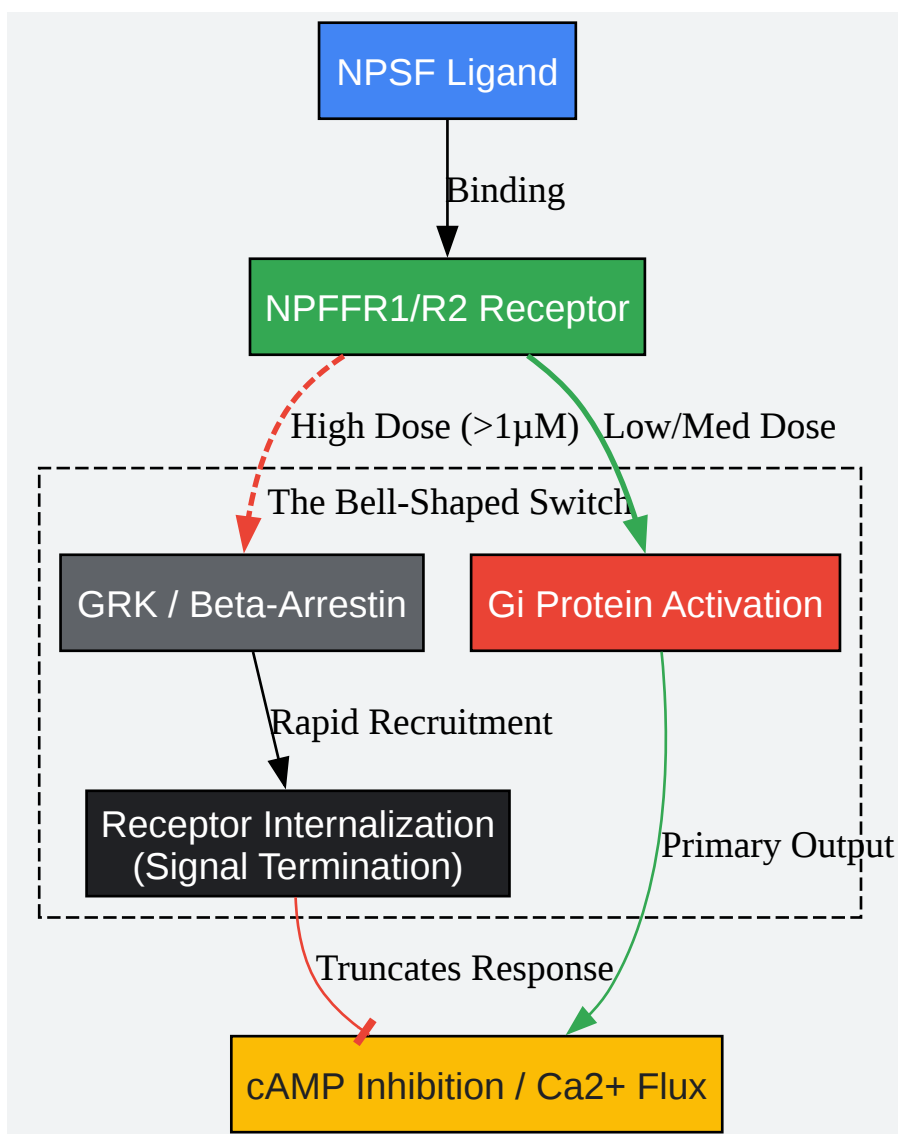 NPSF Ligand
Binding
NPFFR1/R2 Receptor
High Dose (>1µM)
Low/Med Dose
The Bell-Shaped Switch
GRK / Beta-Arrestin
Gi Protein Activation
Rapid Recruitment
Receptor Internalization
(Signal Termination)
Primary Output
Truncates Response
cAMP Inhibition / Ca2+ Flux